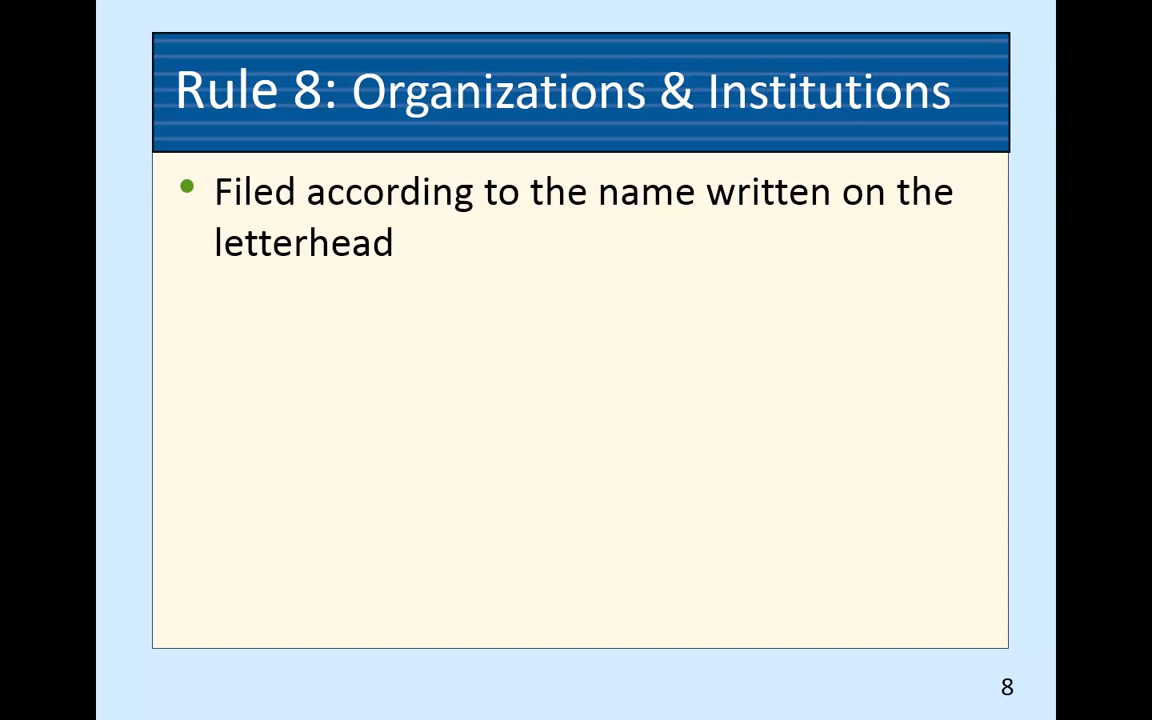 Rule 8: Organizations & Institutions
• Filed according to the name written on the
letterhead
8